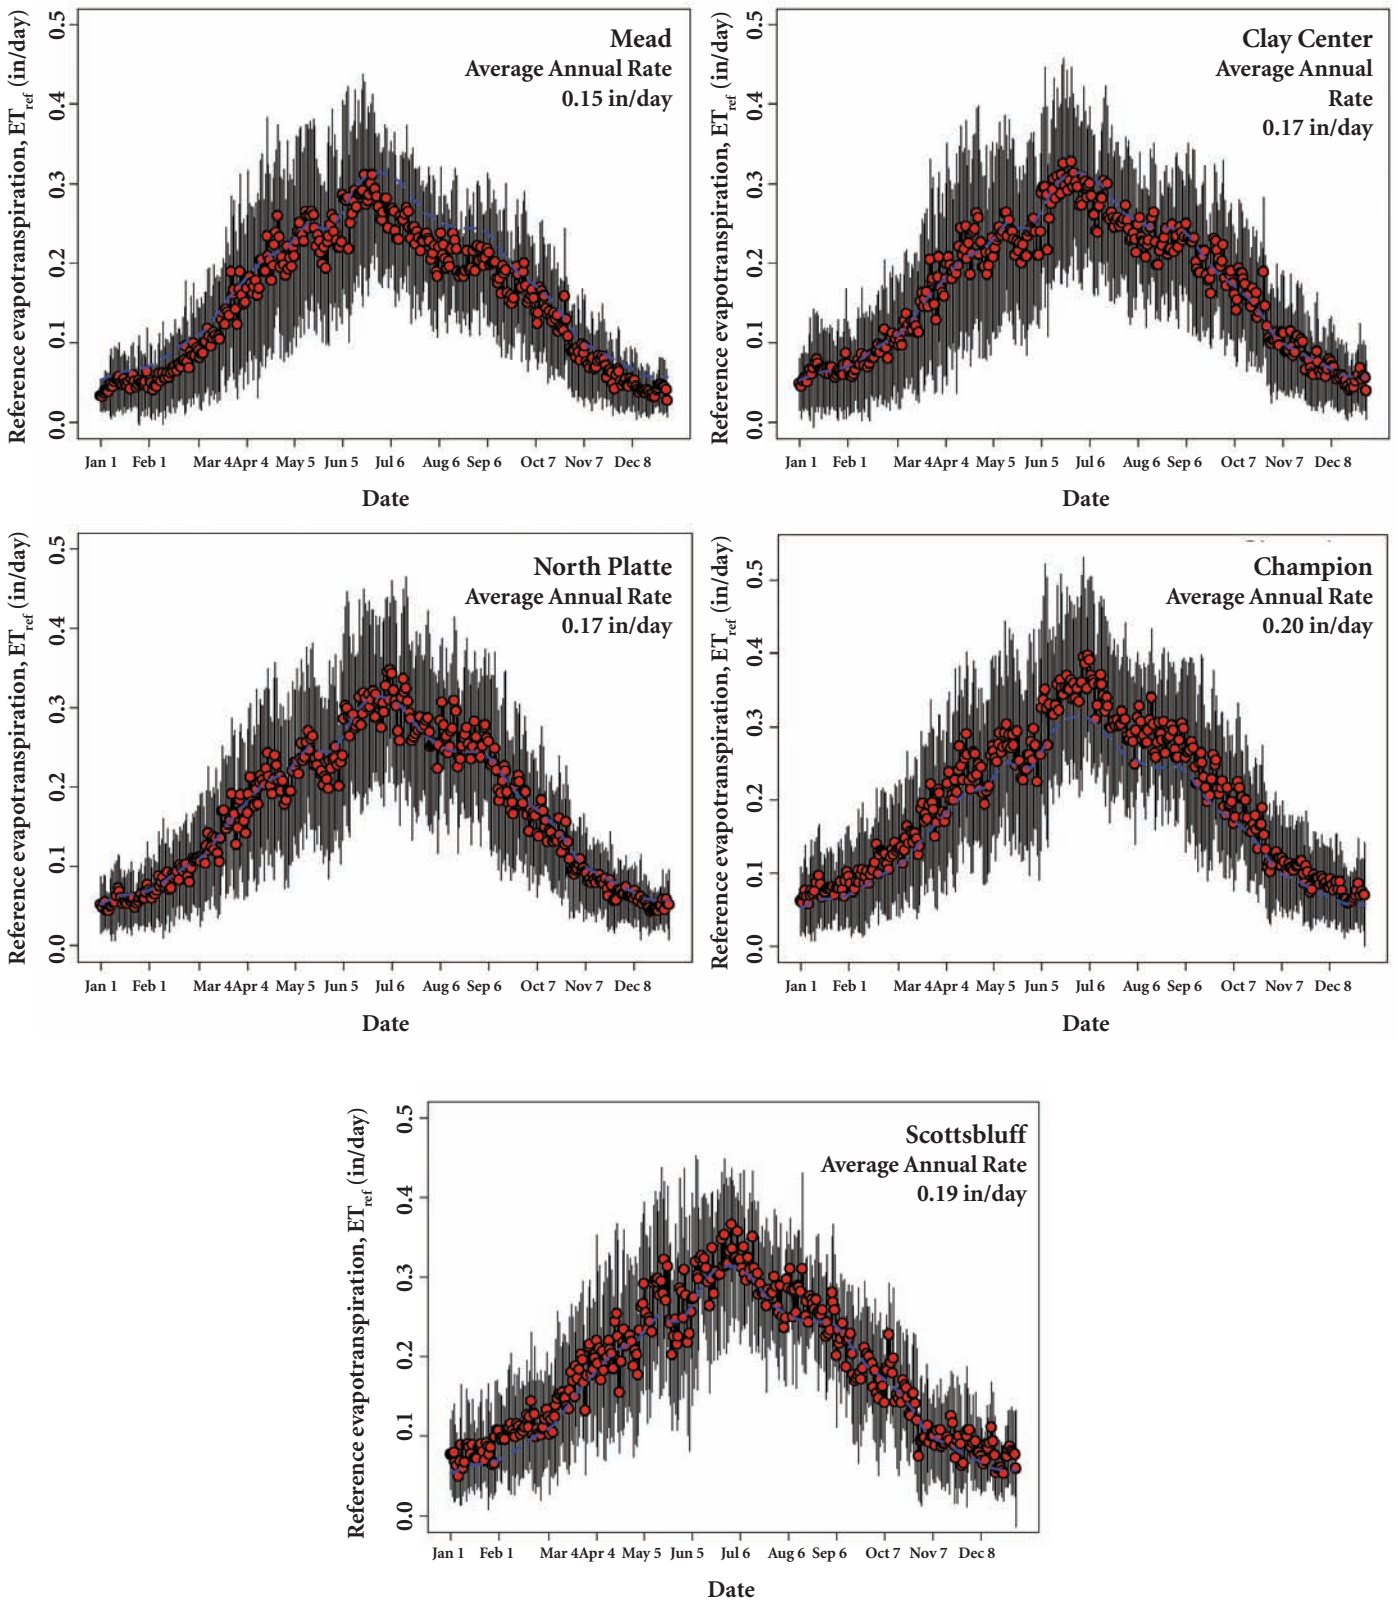 Mead
Average Annual Rate
0.15 in/day
Reference evapotranspiration, ETref (in/day)
0.5
0.4
0.3
0.2
0.1
0.0
Jan 1 Feb 1 Mar 4 Apr 4 May 5 Jun 5 Jul 6 Aug 6 Sep 6 Oct 7 Nov 7 Dec 8
Date
Clay Center
Average Annual
Rate
0.17 in/day
Reference evapotranspiration, ETref (in/day)
0.5
0.4
0.3
0.2
0.1
0.0
Jan 1 Feb 1 Mar 4 Apr 4 May 5 Jun 5 Jul 6 Aug 6 Sep 6 Oct 7 Nov 7 Dec 8
Date
North Platte
Average Annual Rate
0.17 in/day
Reference evapotranspiration, ETref (in/day)
0.5
0.4
0.3
0.2
0.1
0.0
Jan 1 Feb 1 Mar 4 Apr 4 May 5 Jun 5 Jul 6 Aug 6 Sep 6 Oct 7 Nov 7 Dec 8
Date
Champion
Average Annual Rate
0.20 in/day
Reference evapotranspiration, ETref (in/day)
0.5
0.4
0.3
0.2
0.1
0.0
Jan 1 Feb 1 Mar 4 Apr 4 May 5 Jun 5 Jul 6 Aug 6 Sep 6 Oct 7 Nov 7 Dec 8
Date
Scottsbluff
Average Annual Rate
0.19 in/day
Reference evapotranspiration, ETref (in/day)
0.5
0.4
0.3
0.2
0.1
0.0
Jan 1 Feb 1 Mar 4 Apr 4 May 5 Jun 5 Jul 6 Aug 6 Sep 6 Oct 7 Nov 7 Dec 8
Date